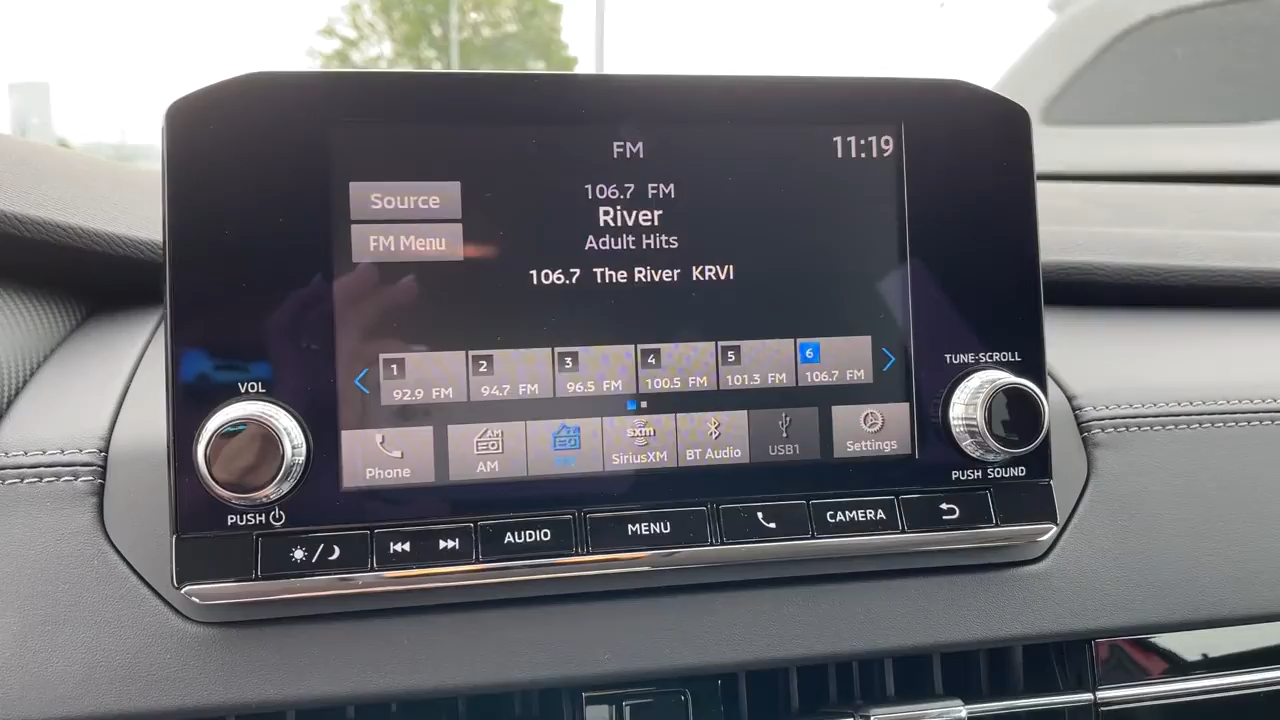 FM
11:19
106.7 FM
Source
River
FM Menu
Adult Hits
106.7 The River KRVI
1
92.9 FM
2
94.7 FM
3
96.5 FM
4
100.5 FM
5
101.3 FM
6
106.7 FM
VOL
TUNE-SCROLL
Phone
AM
AM
sxm
SiriusXM
BT Audio
USB1
Settings
PUSH
PUSH SOUND
AUDIO
MENU
CAMERA